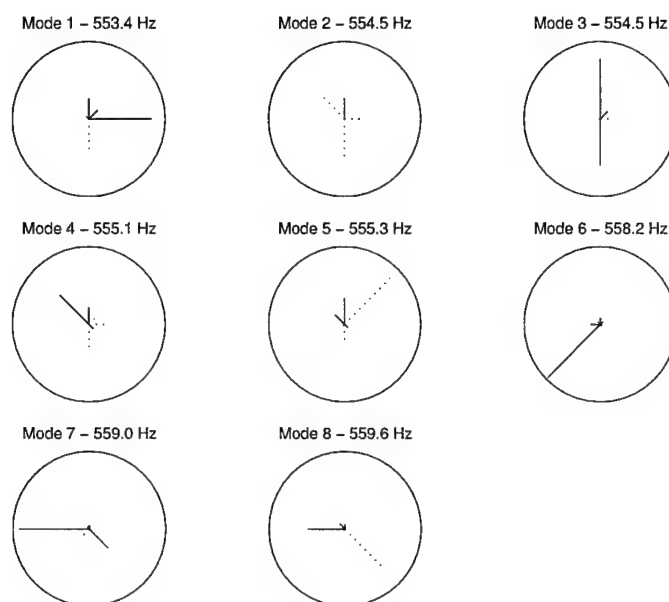 Mode 1 – 553.4 Hz
Mode 2 – 554.5 Hz
Mode 3 – 554.5 Hz
Mode 4 – 555.1 Hz
Mode 5 – 555.3 Hz
Mode 6 – 558.2 Hz
Mode 7 – 559.0 Hz
Mode 8 – 559.6 Hz